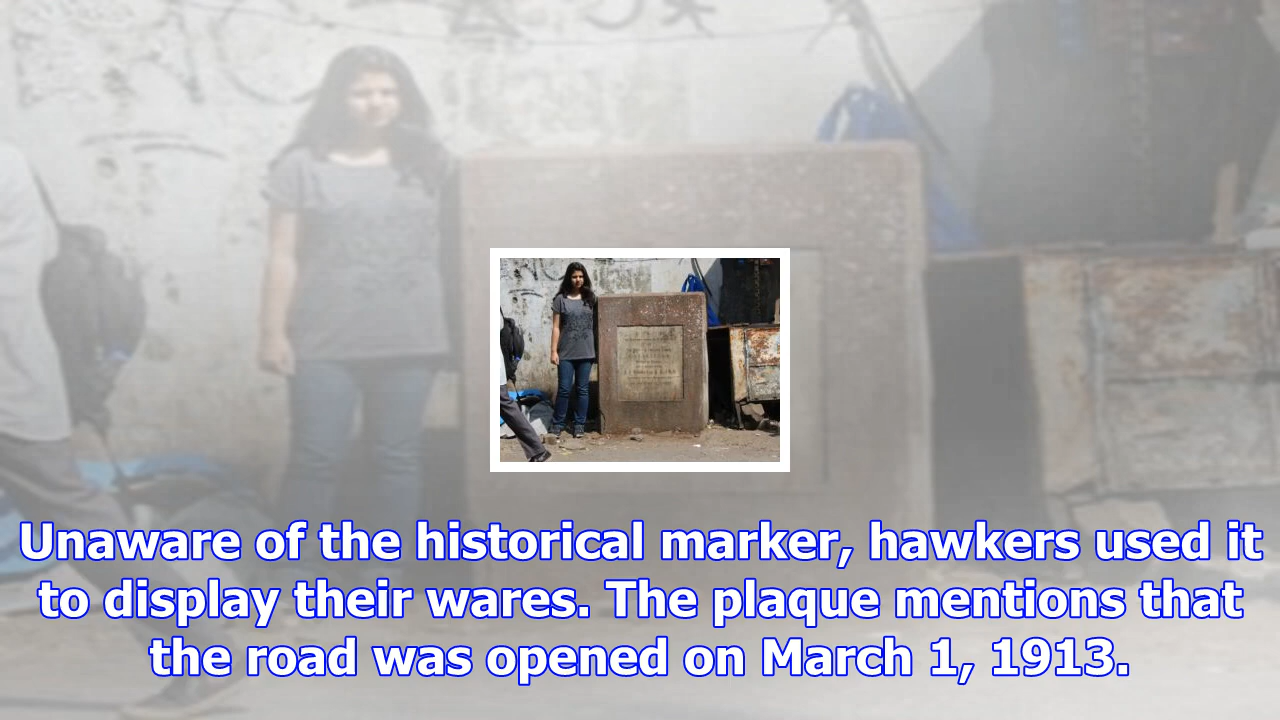 Unaware of the historical marker, hawkers used it
to display their wares. The plaque mentions that
the road was opened on March 1, 1913.